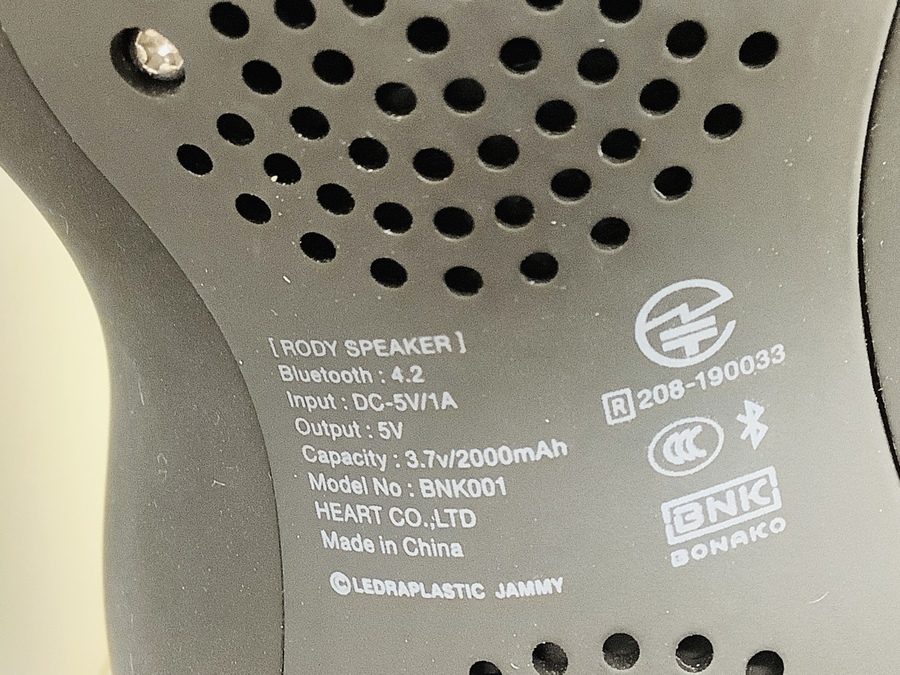 [ RODY SPEAKER ]
Bluetooth : 4.2
Input : DC-5V/1A
Output : 5V
Capacity : 3.7v/2000mAh
Model No : BNK001
HEART CO.,LTD
Made in China
©LEDRAPLASTIC JAMMY
R 208-190033
CCC
BNK
BONAKO